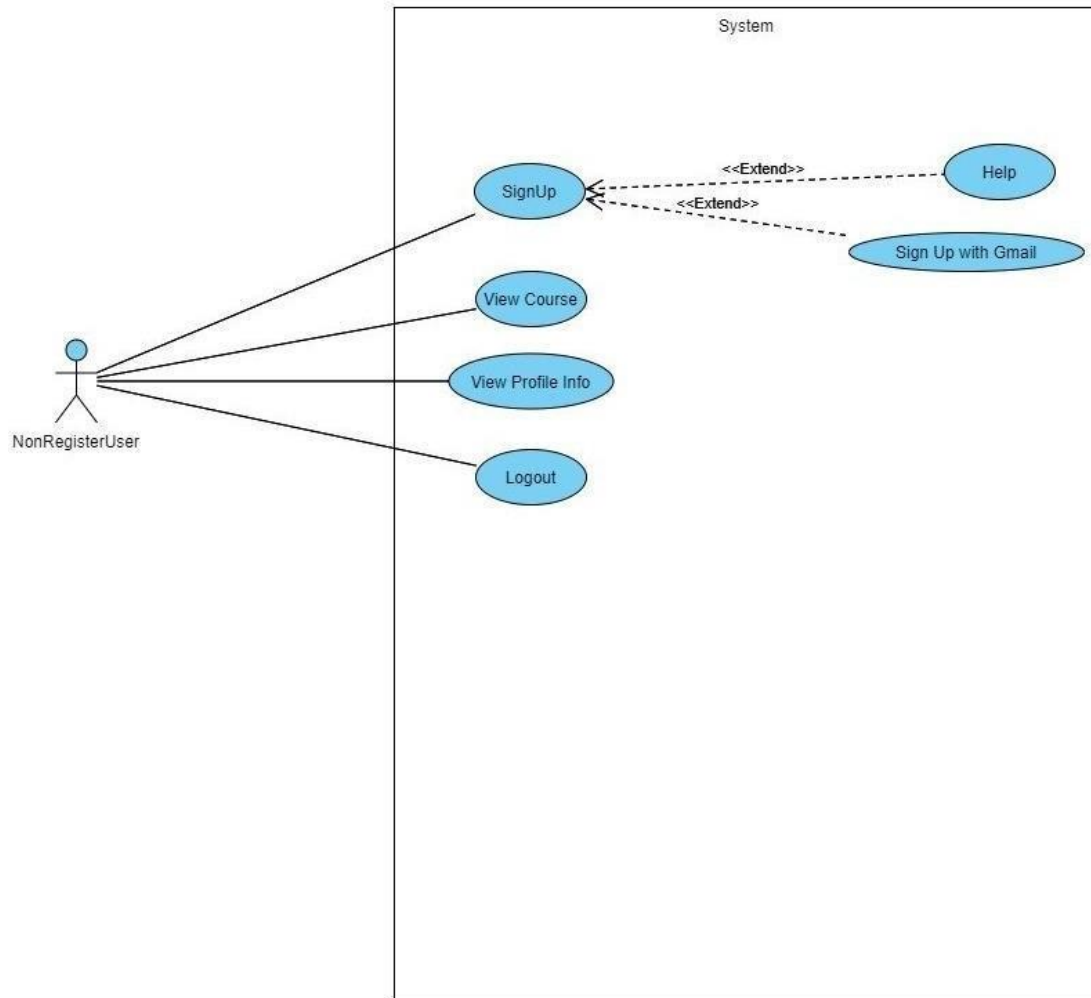 System
SignUp
<<Extend>>
Help
<<Extend>>
Sign Up with Gmail
View Course
View Profile Info
NonRegisterUser
Logout